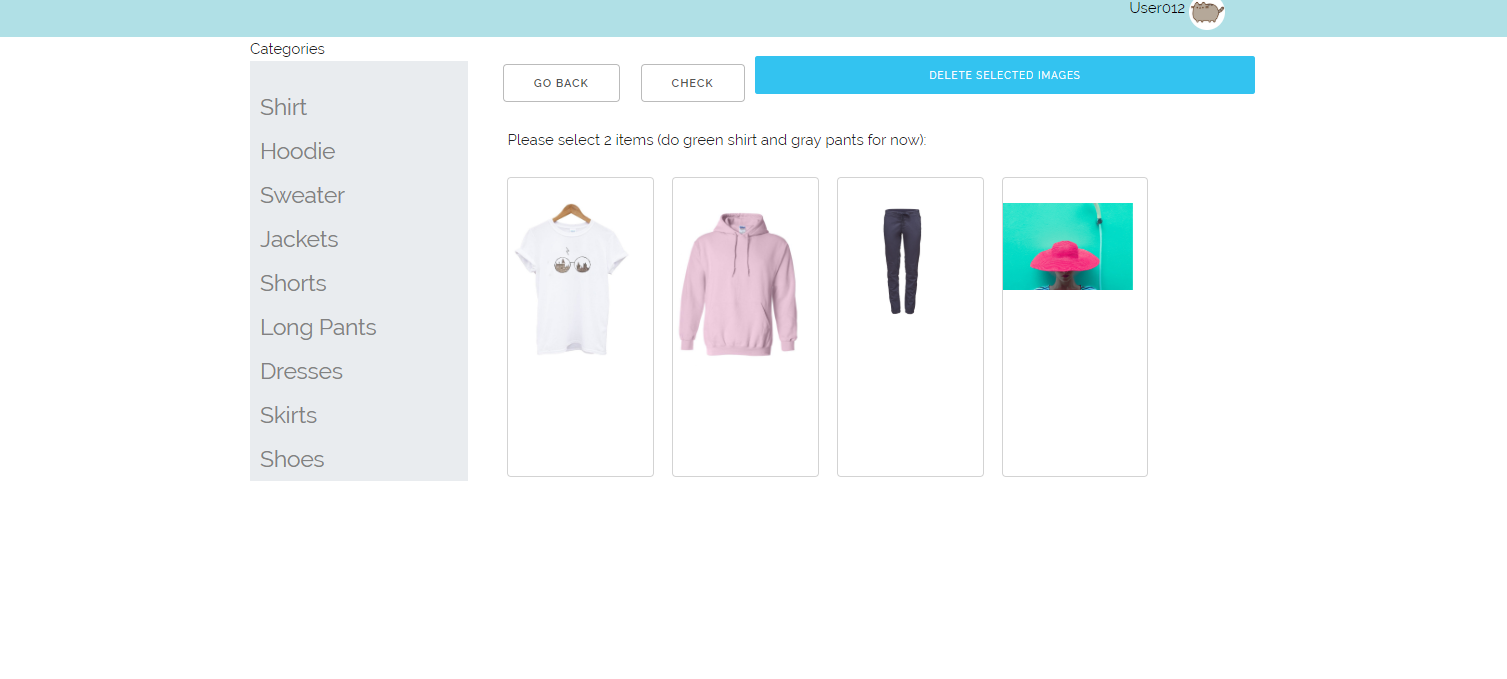 User012
Categories
GO BACK
CHECK
DELETE SELECTED IMAGES
Shirt
Hoodie
Sweater
Jackets
Shorts
Long Pants
Dresses
Skirts
Shoes
Please select 2 items (do green shirt and gray pants for now):